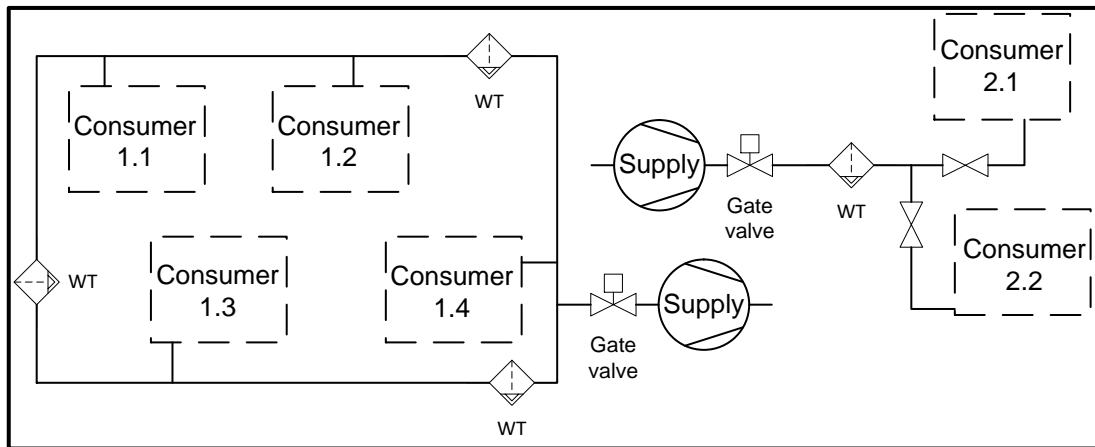 Consumer
1.1
Consumer
1.2
WT
Consumer
2.1
Supply
Gate
valve
WT
Consumer
2.2
WT
Consumer
1.3
Consumer
1.4
Gate
valve
Supply
WT